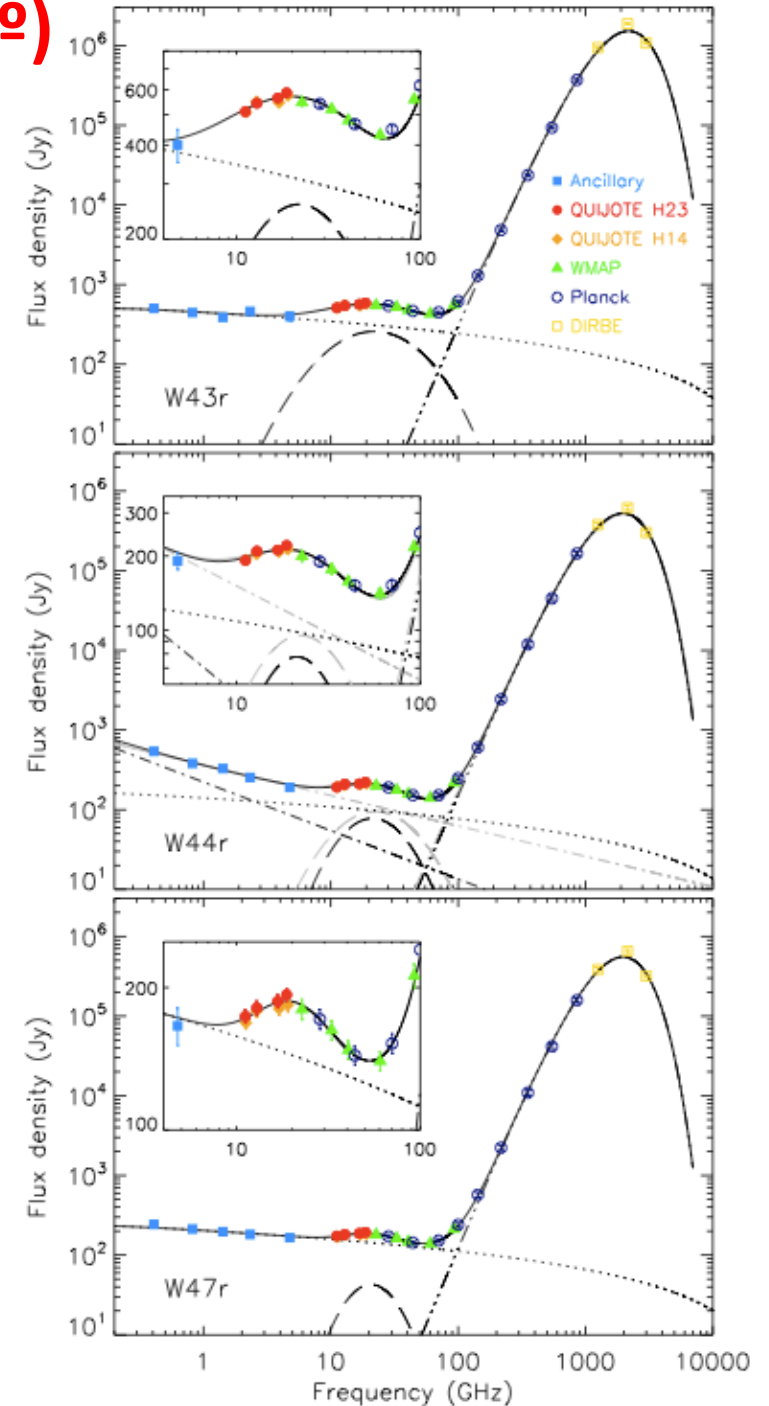 º)
10⁶
10⁵
10⁴
10³
10²
10¹
Flux density (Jy)
600
400
200
10
100
Ancillary
QUIJOTE H23
QUIJOTE H14
WMAP
Planck
DIRBE
W43r
10⁶
10⁵
10⁴
10³
10²
10¹
Flux density (Jy)
300
200
100
10
100
W44r
10⁶
10⁵
10⁴
10³
10²
10¹
Flux density (Jy)
200
100
10
100
W47r
1
10
100
1000
10000
Frequency (GHz)